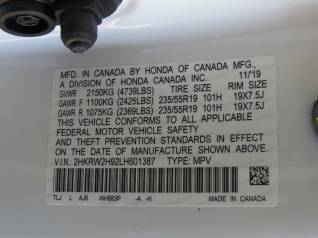 MFD. IN CANADA BY HONDA OF CANADA MFG.,
A DIVISION OF HONDA CANADA INC. 11/19
GVWR 2150KG (4739LBS) TIRE SIZE RIM SIZE
GAWR F 1100KG (2425LBS) 235/55R19 101H 19X7.5J
GAWR R 1075KG (2369LBS) 235/55R19 101H 19X7.5J
THIS VEHICLE CONFORMS TO ALL APPLICABLE
FEDERAL MOTOR VEHICLE SAFETY
AND THEFT PREVENTION STANDARDS IN EFFECT ON THE
DATE OF MANUFACTURE SHOWN ABOVE.
V.I.N: 2HKRW2H92LH601387 TYPE: MPV
TLJ L AJ6 -NH883P -A -H
MADE IN CANADA